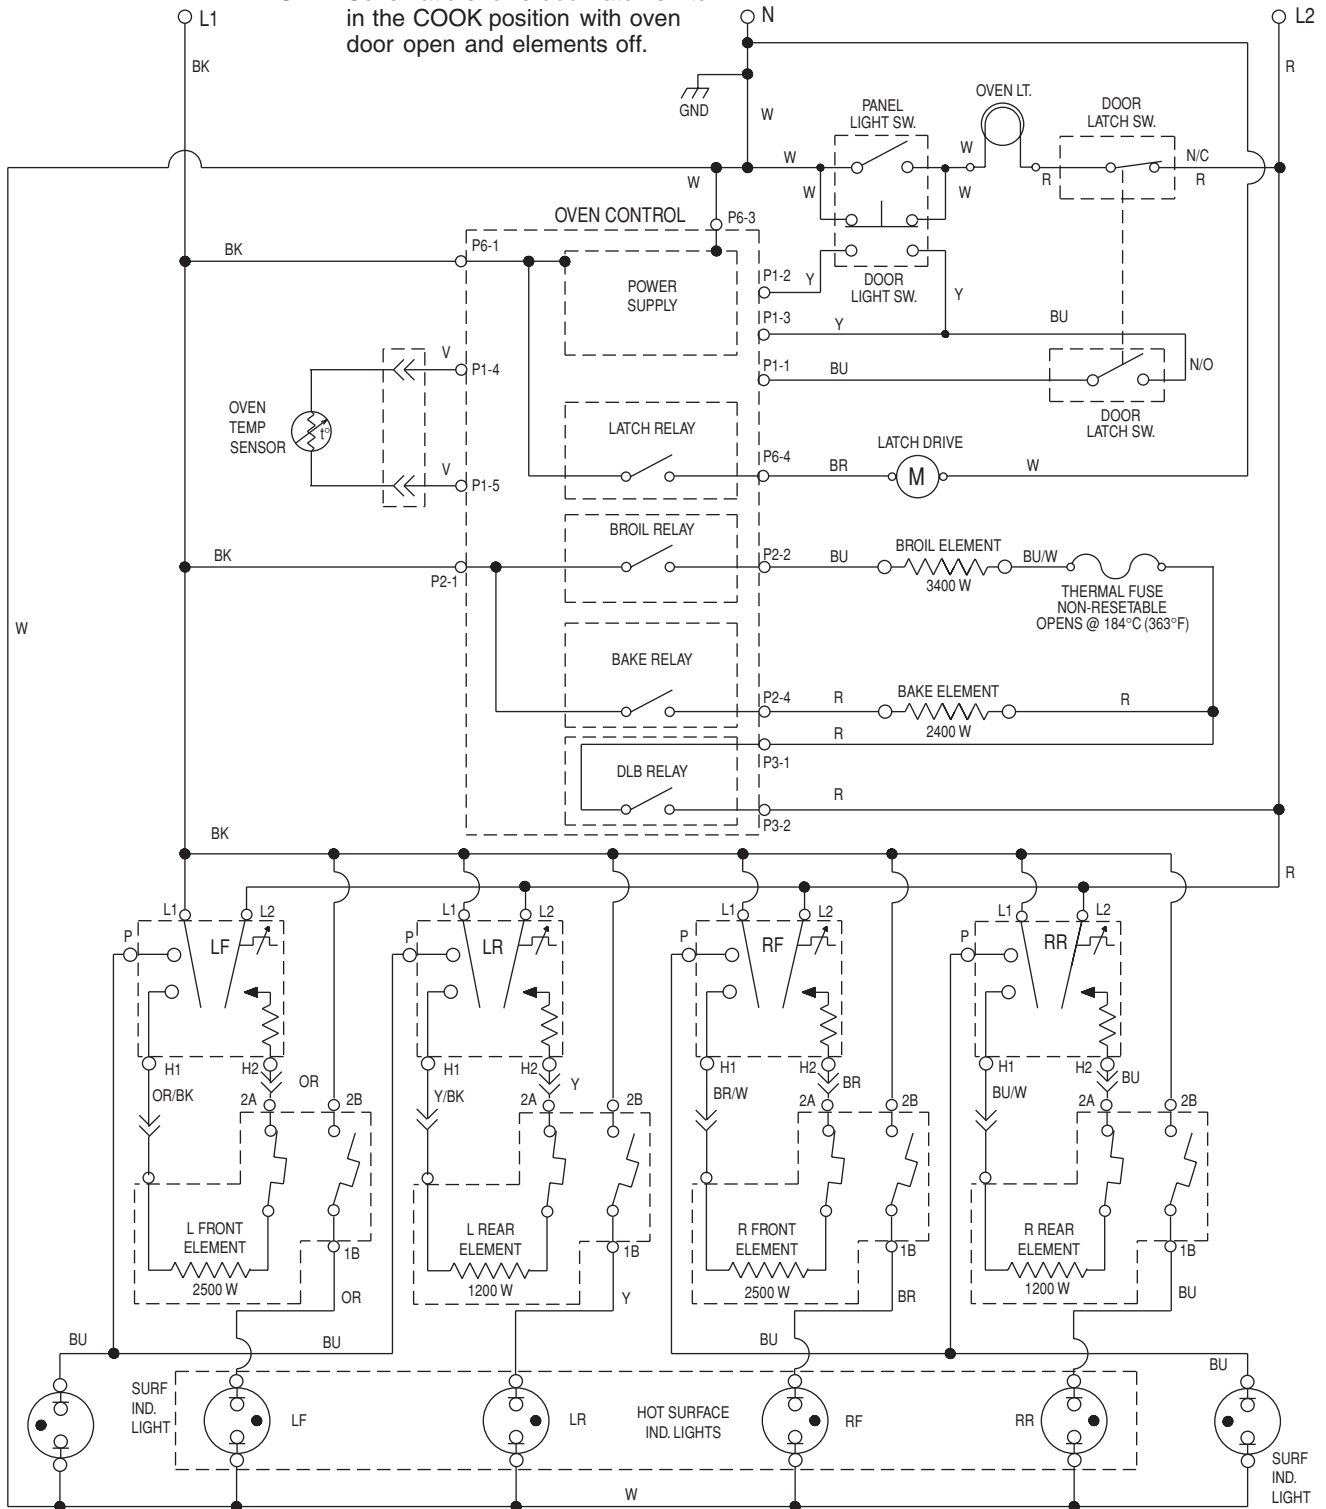 L1
N
L2
in the COOK position with oven
door open and elements off.
BK
R
GND
W
PANEL
LIGHT SW.
OVEN LT.
DOOR
LATCH SW.
W
W
W
W
W
R
N/C
R
OVEN CONTROL
P6-3
BK
P6-1
POWER
SUPPLY
P1-2
Y
DOOR
LIGHT SW.
Y
P1-3
Y
BU
V
P1-4
P1-1
BU
N/O
OVEN
TEMP
SENSOR
t°
DOOR
LATCH SW.
LATCH RELAY
V
P1-5
P6-4
BR
LATCH DRIVE
M
W
BK
P2-1
BROIL RELAY
P2-2
BU
BROIL ELEMENT
3400 W
BU/W
THERMAL FUSE
NON-RESETABLE
OPENS @ 184°C (363°F)
W
BAKE RELAY
P2-4
R
BAKE ELEMENT
2400 W
R
R
P3-1
DLB RELAY
R
P3-2
BK
R
L1
L2
P
LF
L1
L2
P
LR
L1
L2
P
RF
L1
L2
P
RR
H1
H2
OR/BK
OR
2A
2B
H1
H2
Y/BK
Y
2A
2B
H1
H2
BR/W
BR
2A
2B
H1
H2
BU/W
BU
2A
2B
L FRONT
ELEMENT
2500 W
1B
OR
L REAR
ELEMENT
1200 W
1B
Y
R FRONT
ELEMENT
2500 W
1B
BR
R REAR
ELEMENT
1200 W
1B
BU
BU
BU
BU
BU
SURF
IND.
LIGHT
LF
LR
HOT SURFACE
IND. LIGHTS
RF
RR
SURF
IND.
LIGHT
W